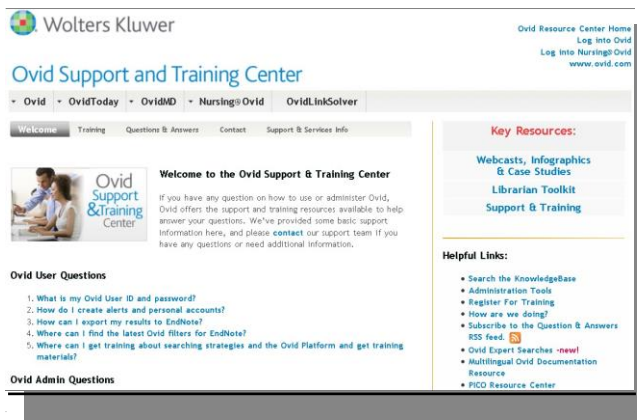 Wolters Kluwer
Ovid Resource Center Home
Log into Ovid
Log into Nursing@Ovid
www.ovid.com
Ovid Support and Training Center
Ovid OvidToday OvidMD Nursing@Ovid OvidLinkSolver
Welcome Training Questions & Answers Contact Support & Services Info
Ovid
Support
&Training
Center
Welcome to the Ovid Support & Training Center
If you have any question on how to use or administer Ovid,
Ovid offers the support and training resources available to help
answer your questions. We've provided some basic support
information here, and please contact our support team if you
have any questions or need additional information.
Ovid User Questions
1. What is my Ovid User ID and password?
2. How do I create alerts and personal accounts?
3. How can I export my results to EndNote?
4. Where can I find the latest Ovid filters for EndNote?
5. Where can I get training about searching strategies and the Ovid Platform and get training
materials?
Ovid Admin Questions
Key Resources:
Webcasts, Infographics
& Case Studies
Librarian Toolkit
Support & Training
Helpful Links:
Search the KnowledgeBase
Administration Tools
Register For Training
How are we doing?
Subscribe to the Question & Answers
RSS feed.
Ovid Expert Searches -new!
Multilingual Ovid Documentation
Resource
PICO Resource Center